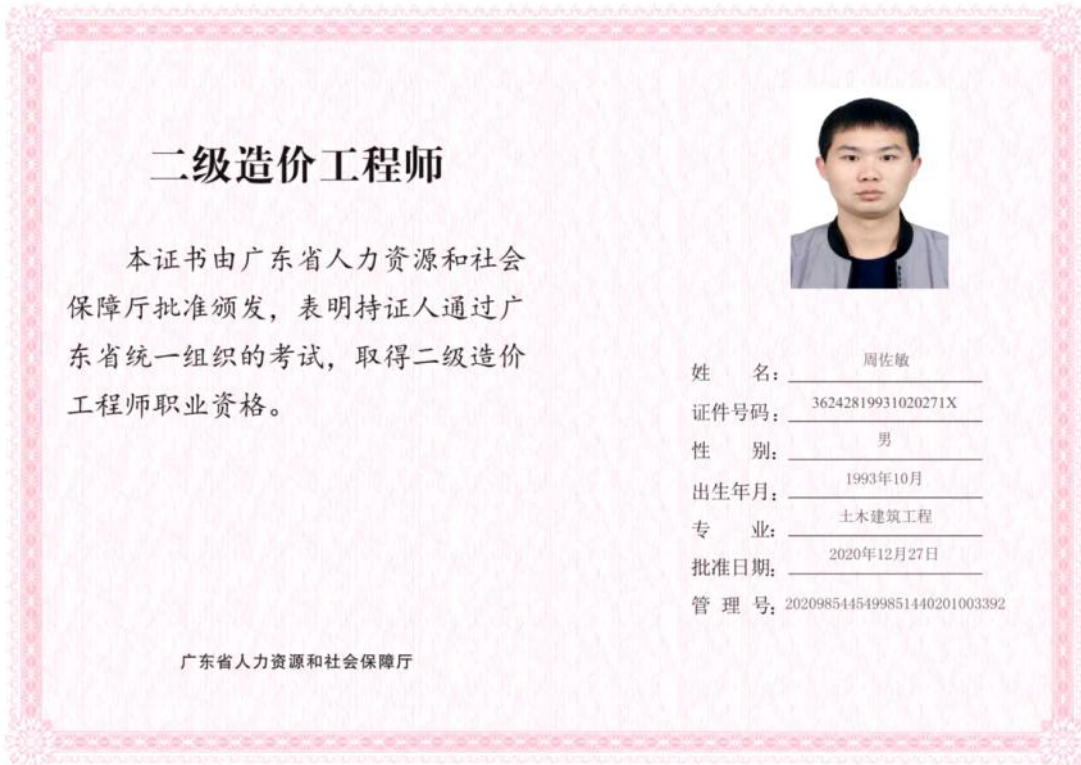 二级造价工程师
本证书由广东省人力资源和社会
保障厅批准颁发，表明持证人通过广
东省统一组织的考试，取得二级造价
工程师职业资格。
广东省人力资源和社会保障厅
姓 名：周佐敏
证件号码：36242819931020271X
性 别：男
出生年月：1993年10月
专 业：土木建筑工程
批准日期：2020年12月27日
管 理 号：20209854454998514402010033​92